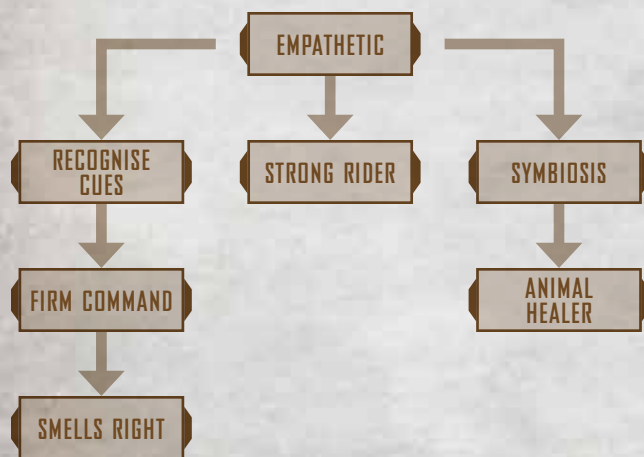 EMPATHETIC
RECOGNISE
CUES
STRONG RIDER
SYMBIOSIS
FIRM COMMAND
ANIMAL
HEALER
SMELLS RIGHT